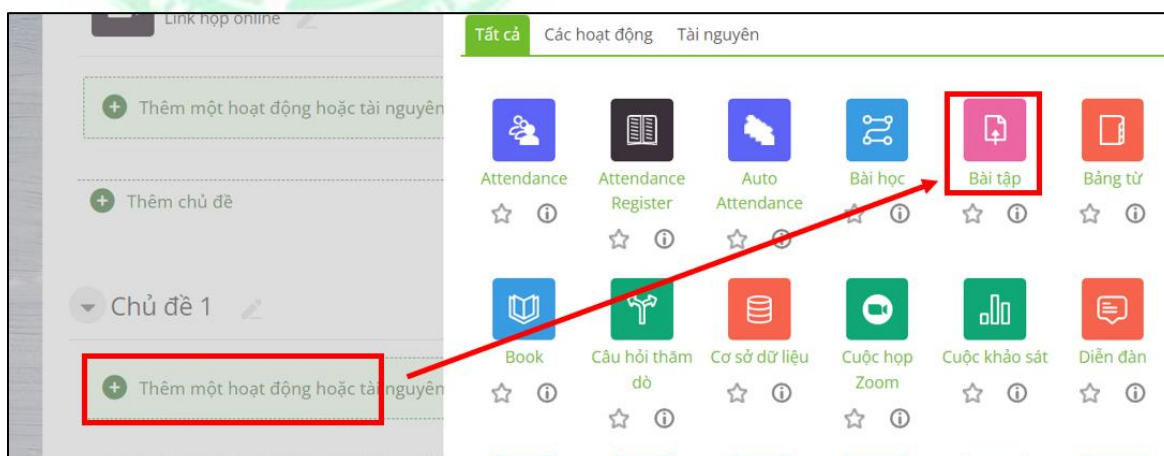 Link họp online
Thêm một hoạt động hoặc tài nguyên
Thêm chủ đề
Chủ đề 1
Thêm một hoạt động hoặc tài nguyên
Tất cả Các hoạt động Tài nguyên
Attendance
Attendance
Register
Auto
Attendance
Bài học
Bài tập
Bảng từ
Book
Câu hỏi thăm
dò
Cơ sở dữ liệu
Cuộc họp
Zoom
Cuộc khảo sát
Diễn đàn